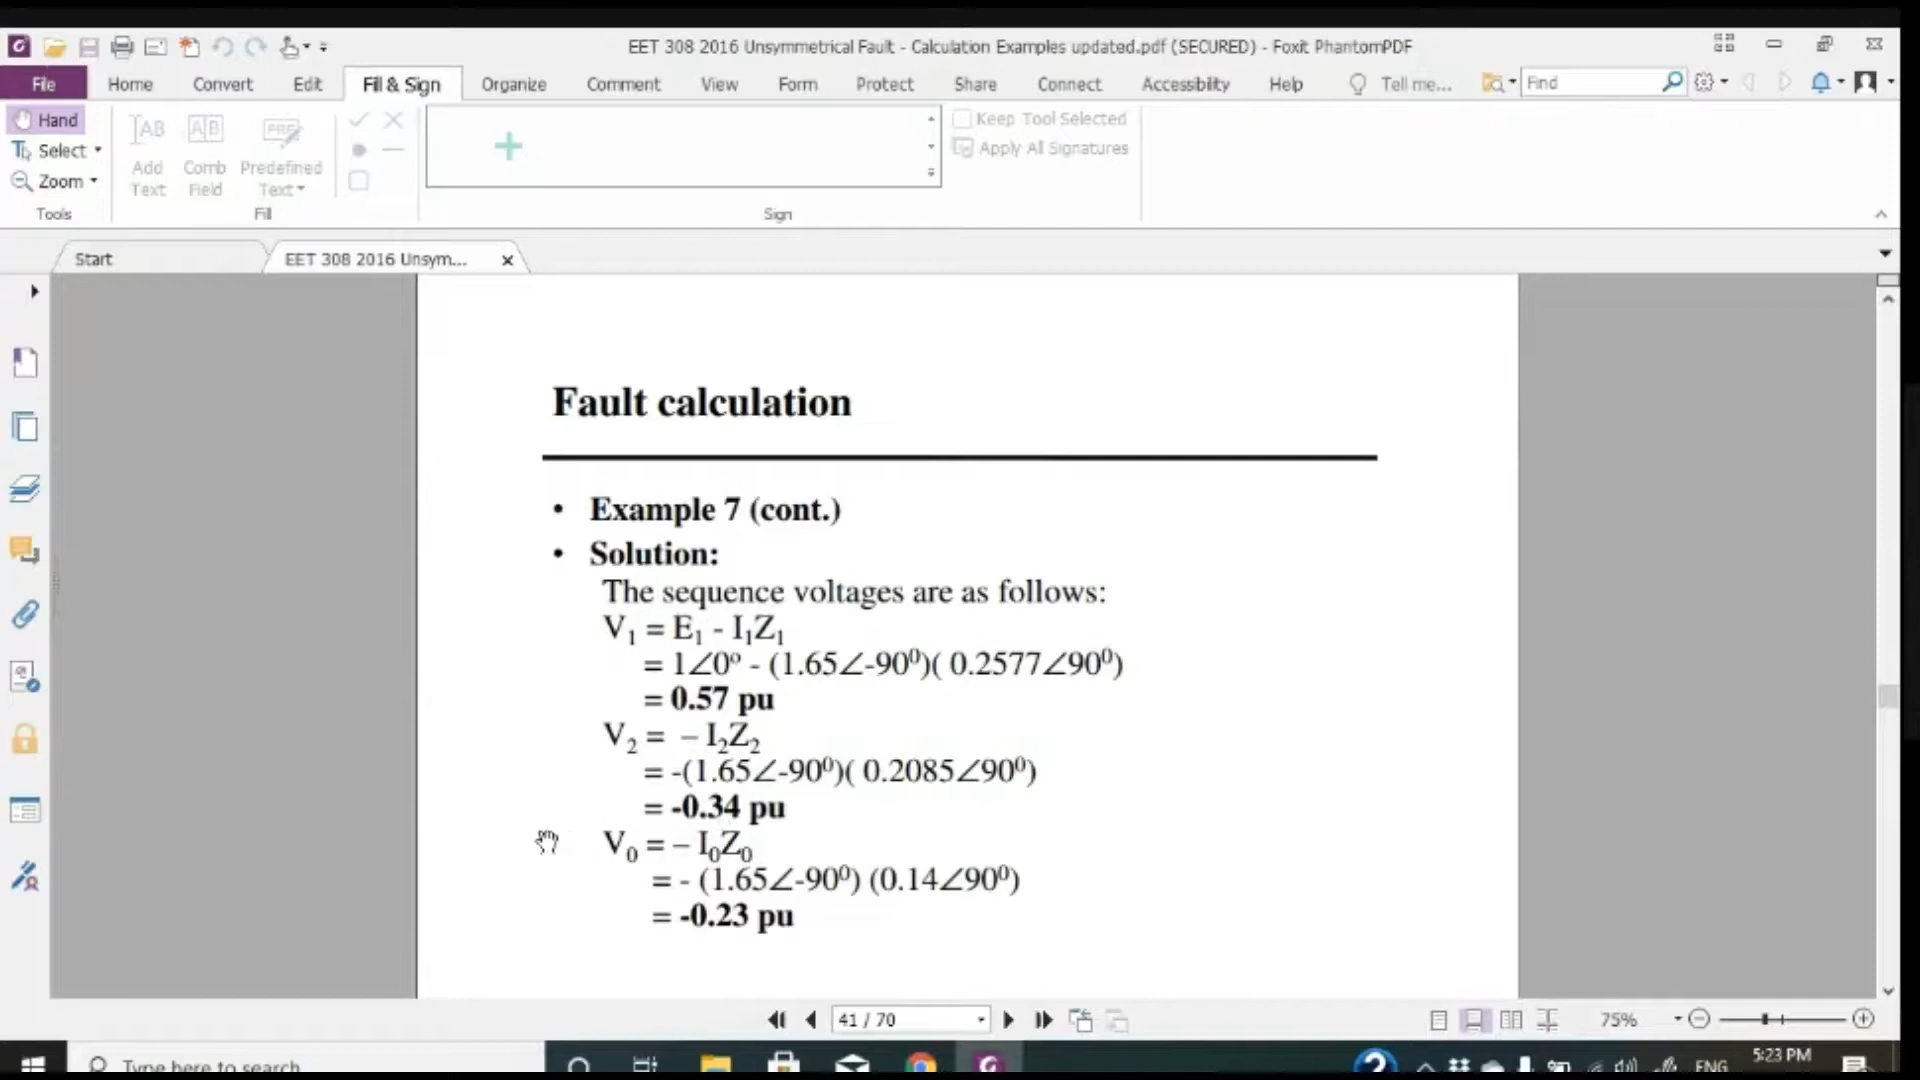 EET 308 2016 Unsymmetrical Fault - Calculation Examples updated.pdf (SECURED) - Foxit PhantomPDF
File Home Convert Edit Fill & Sign Organize Comment View Form Protect Share Connect Accessibility Help Tell me... Find
Hand
Select
Zoom
Tools
Add Text
Comb Field
Predefined Text
Fill
Sign
Keep Tool Selected
Apply All Signatures
Start
EET 308 2016 Unsym...
Fault calculation
• Example 7 (cont.)
• Solution:
The sequence voltages are as follows:
V₁ = E₁ - I₁Z₁
= 1∠0° - (1.65∠-90⁰)( 0.2577∠90⁰)
= 0.57 pu
V₂ = – I₂Z₂
= -(1.65∠-90⁰)( 0.2085∠90⁰)
= -0.34 pu
V₀ = – I₀Z₀
= - (1.65∠-90⁰) (0.14∠90⁰)
= -0.23 pu
41 / 70
75%
Type here to search
ENG
5:23 PM